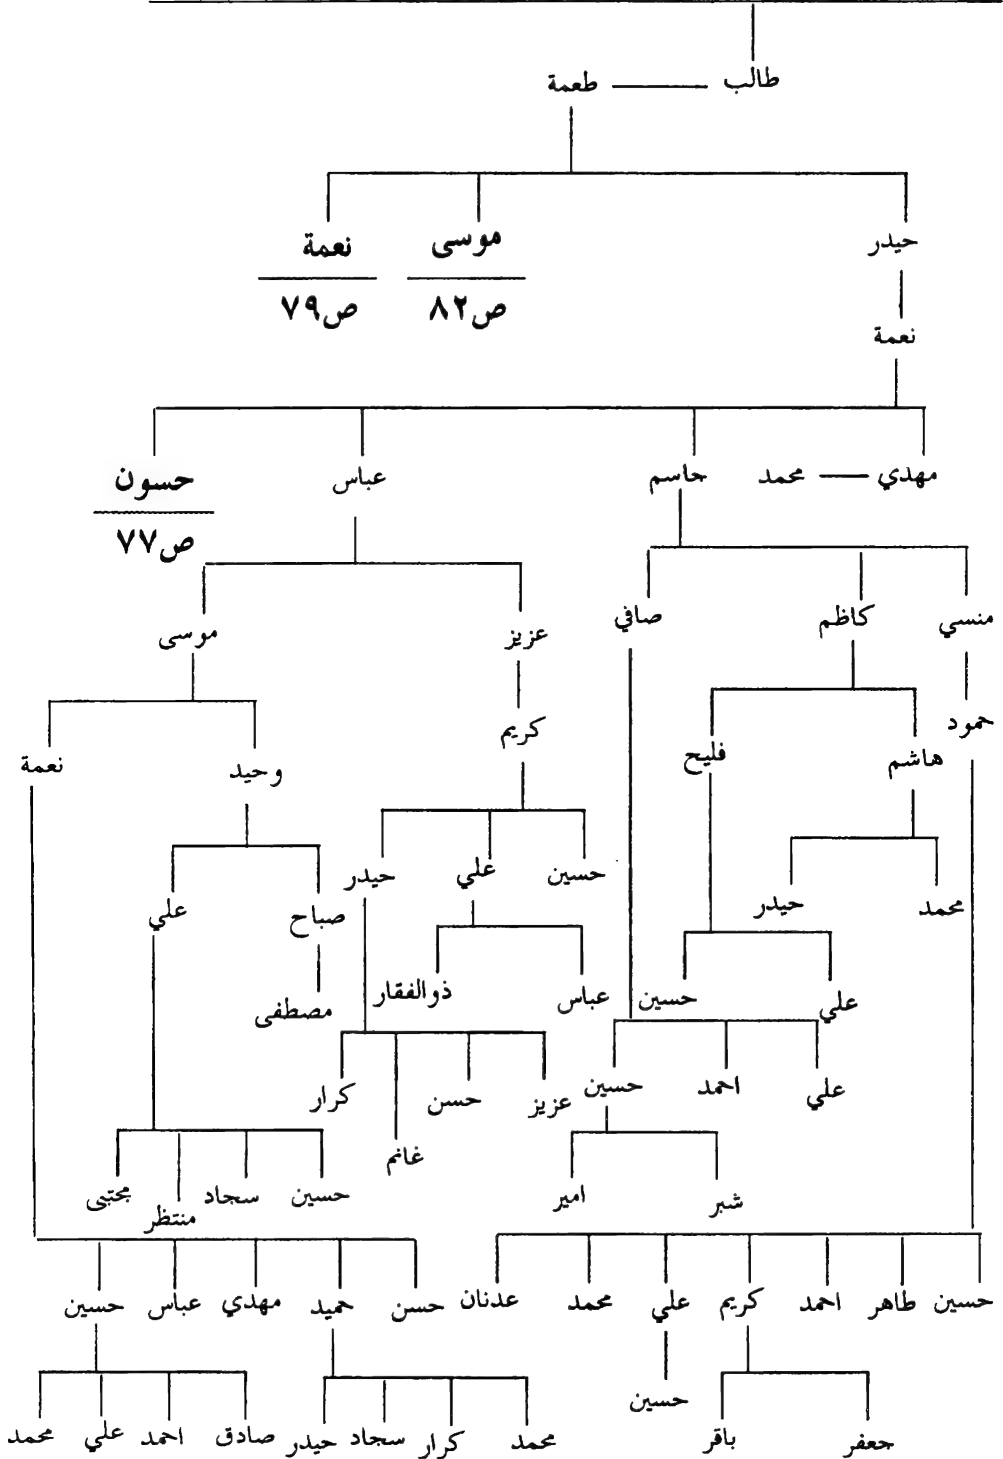 طالب طعمة
حيدر موسى نعمة
ص٨٢ ص٧٩
نعمة
مهدي محمد جاسم عباس حسون
ص٧٧
منسي كاظم صافي عزيز موسى
حمود هاشم فليح كريم وحيد نعمة
محمد حيدر حسين علي حيدر صباح علي
علي حسين عباس ذوالفقار مصطفى
علي احمد حسين عزيز حسن كرار
غانم
شبر امير حسين سجاد منتظر مجتبى
حسين طاهر احمد كريم علي محمد عدنان حسن حميد مهدي عباس حسين
حسين
جعفر باقر محمد كرار سجاد حيدر صادق احمد علي محمد